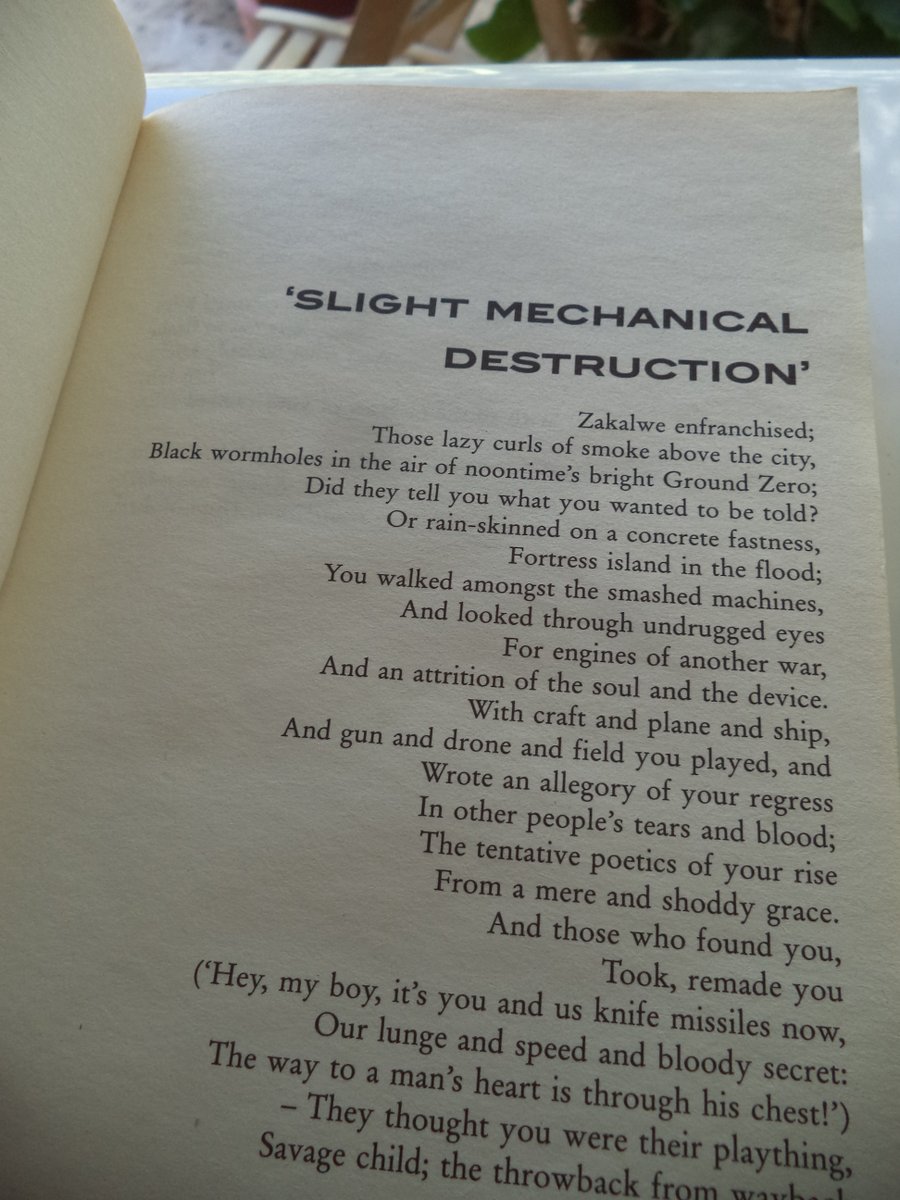 ‘SLIGHT MECHANICAL
DESTRUCTION’
Zakalwe enfranchised;
Those lazy curls of smoke above the city,
Black wormholes in the air of noontime’s bright Ground Zero;
Did they tell you what you wanted to be told?
Or rain-skinned on a concrete fastness,
Fortress island in the flood;
You walked amongst the smashed machines,
And looked through undrugged eyes
For engines of another war,
And an attrition of the soul and the device.
With craft and plane and ship,
And gun and drone and field you played, and
Wrote an allegory of your regress
In other people’s tears and blood;
The tentative poetics of your rise
From a mere and shoddy grace.
And those who found you,
Took, remade you
(‘Hey, my boy, it’s you and us knife missiles now,
Our lunge and speed and bloody secret:
The way to a man’s heart is through his chest!’)
– They thought you were their plaything,
Savage child; the throwback from